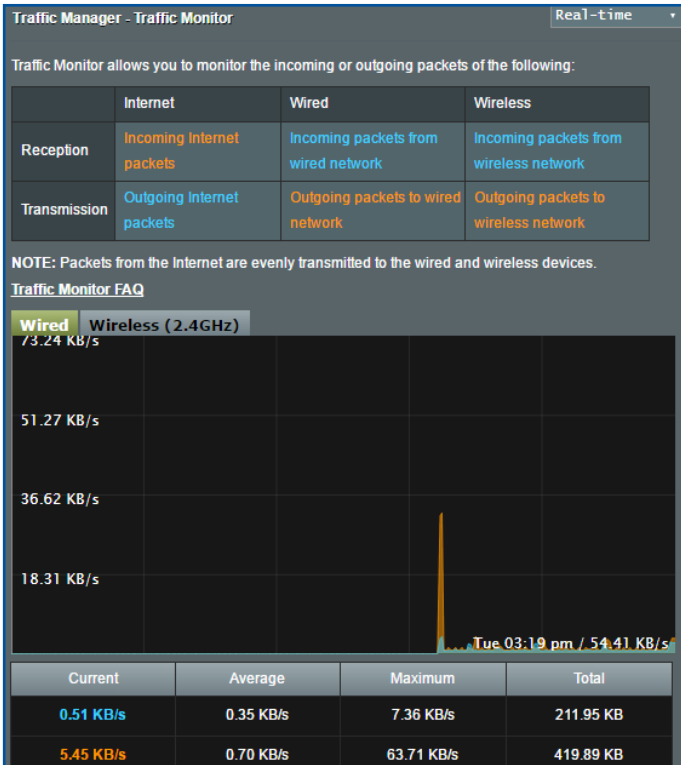 Traffic Manager - Traffic Monitor
Real-time
Traffic Monitor allows you to monitor the incoming or outgoing packets of the following:
Internet Wired Wireless
Reception
Incoming Internet
packets
Incoming packets from
wired network
Incoming packets from
wireless network
Transmission
Outgoing Internet
packets
Outgoing packets to wired
network
Outgoing packets to
wireless network
NOTE: Packets from the Internet are evenly transmitted to the wired and wireless devices.
Traffic Monitor FAQ
Wired Wireless (2.4GHz)
73.24 KB/s
51.27 KB/s
36.62 KB/s
18.31 KB/s
Tue 03:19 pm / 54.41 KB/s
Current Average Maximum Total
0.51 KB/s 0.35 KB/s 7.36 KB/s 211.95 KB
5.45 KB/s 0.70 KB/s 63.71 KB/s 419.89 KB